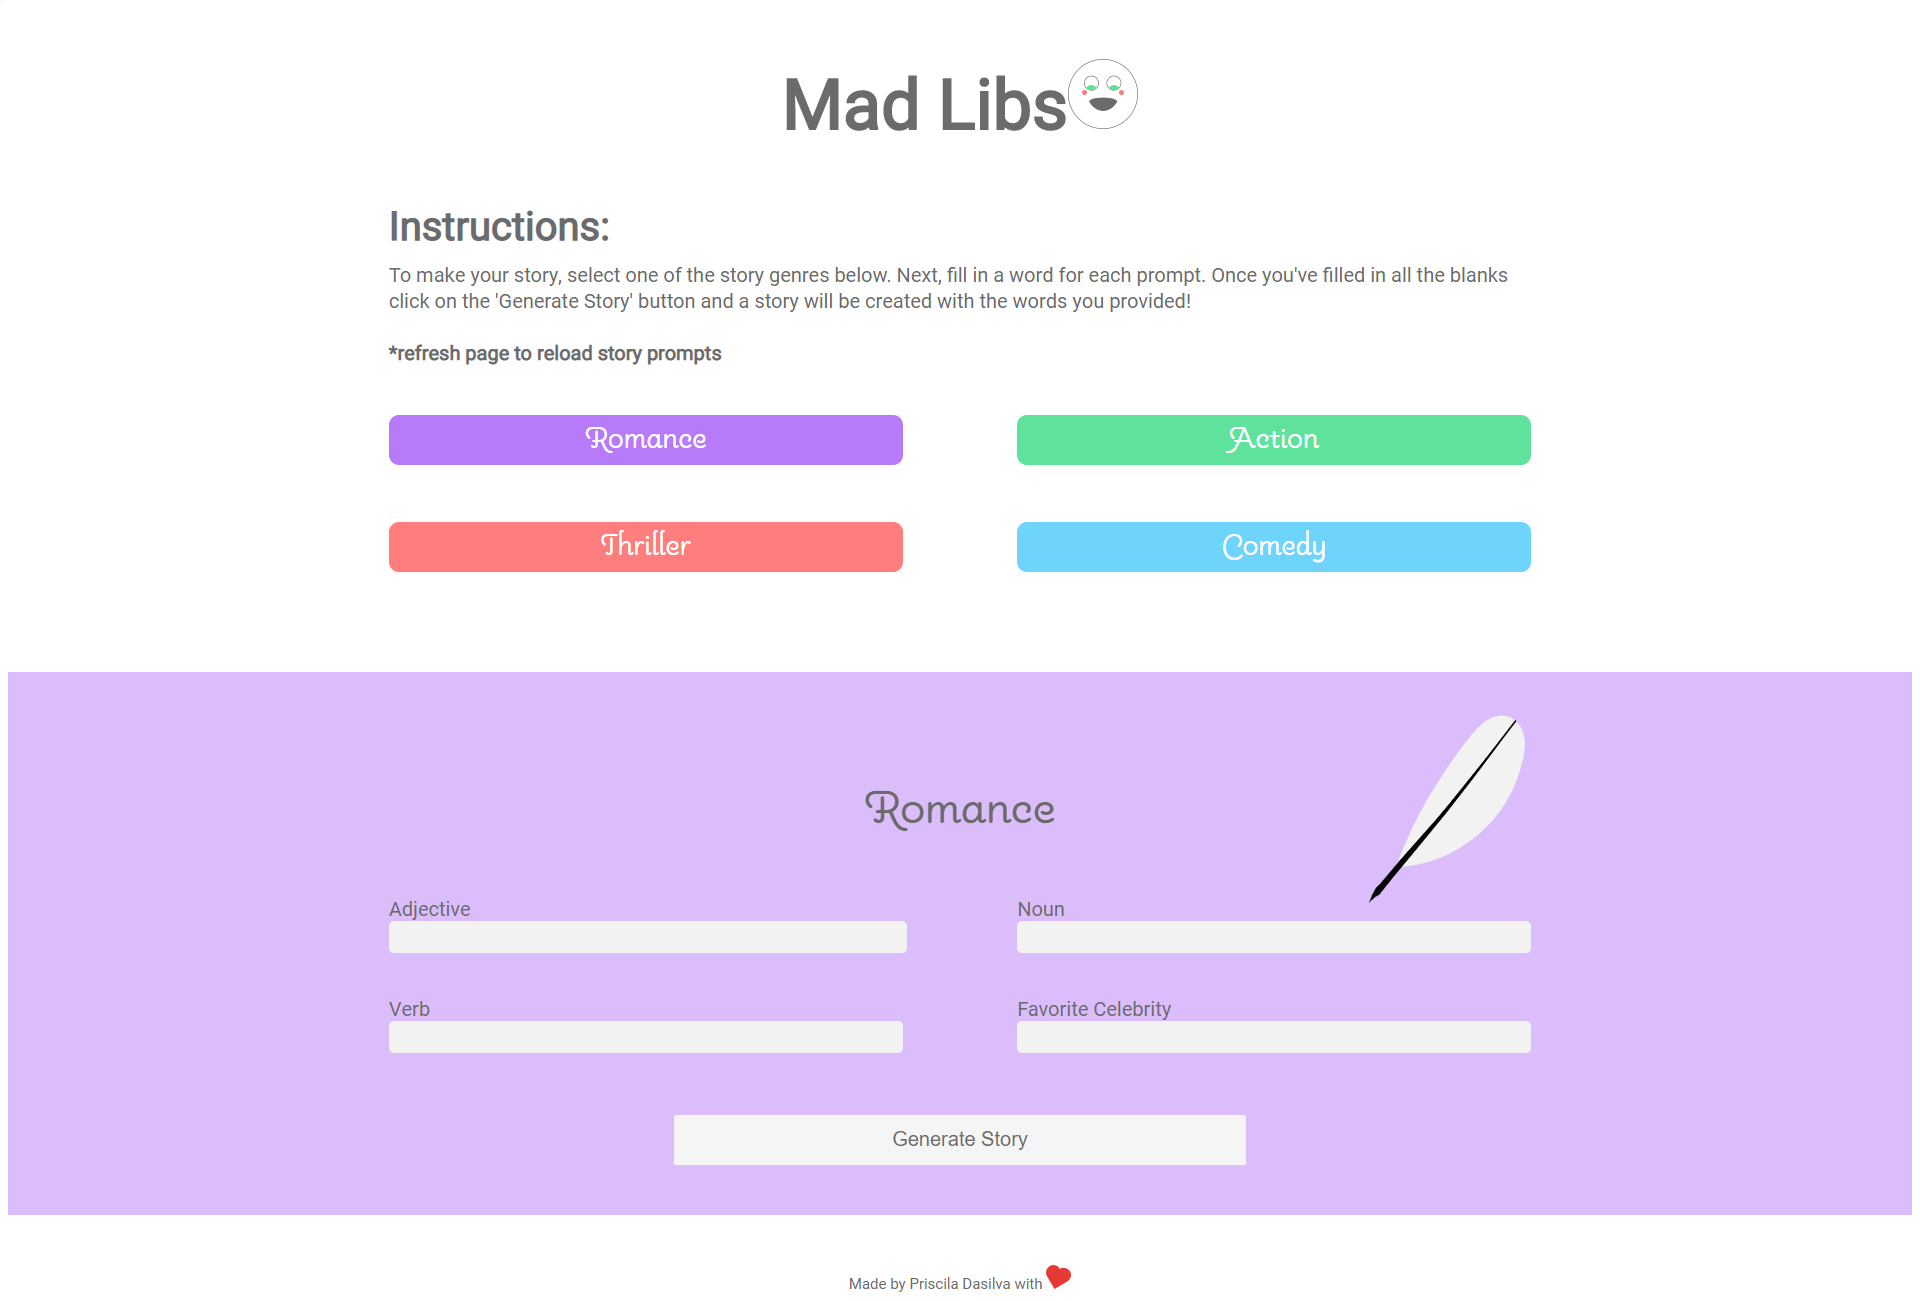 Mad Libs
Instructions:
To make your story, select one of the story genres below. Next, fill in a word for each prompt. Once you've filled in all the blanks
click on the 'Generate Story' button and a story will be created with the words you provided!
*refresh page to reload story prompts
Romance
Action
Thriller
Comedy
Romance
Adjective
Noun
Verb
Favorite Celebrity
Generate Story
Made by Priscila Dasilva with